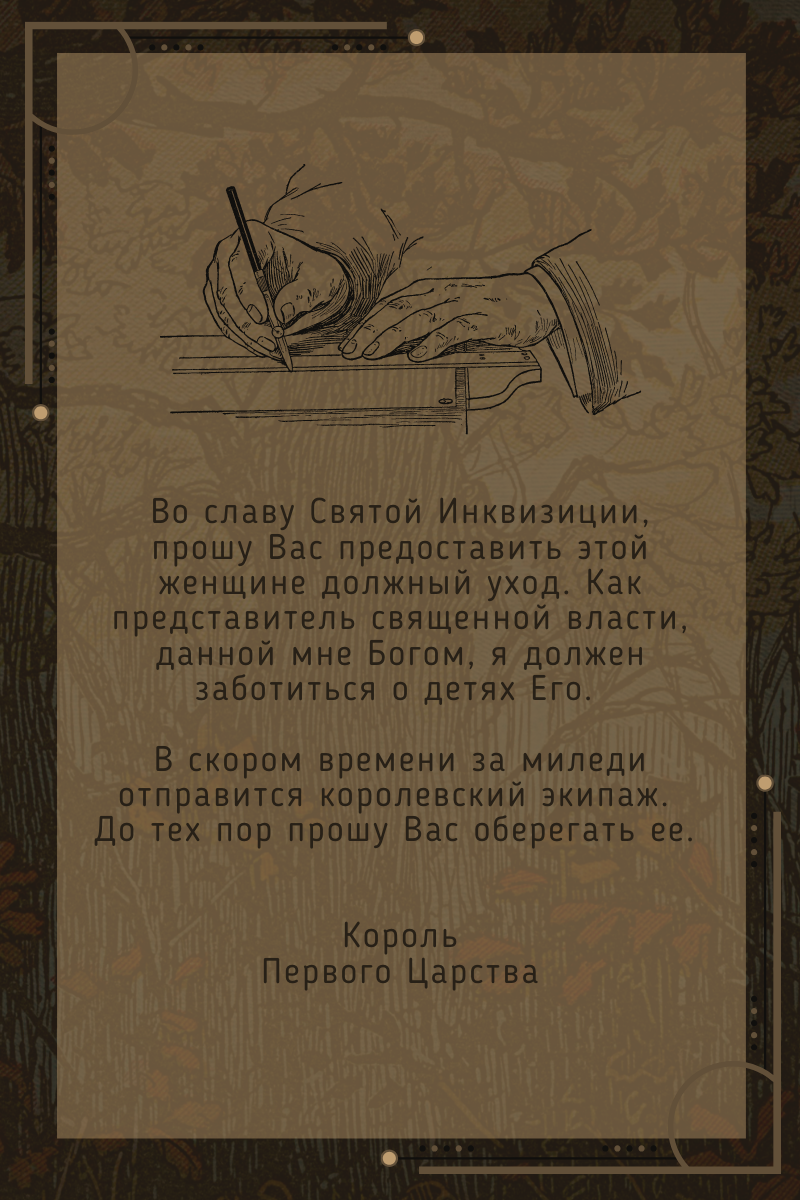 Во славу Святой Инквизиции,
прошу Вас предоставить этой
женщине должный уход. Как
представитель священной власти,
данной мне Богом, я должен
заботиться о детях Его.
В скором времени за миледи
отправится королевский экипаж.
До тех пор прошу Вас оберегать ее.
Король
Первого Царства